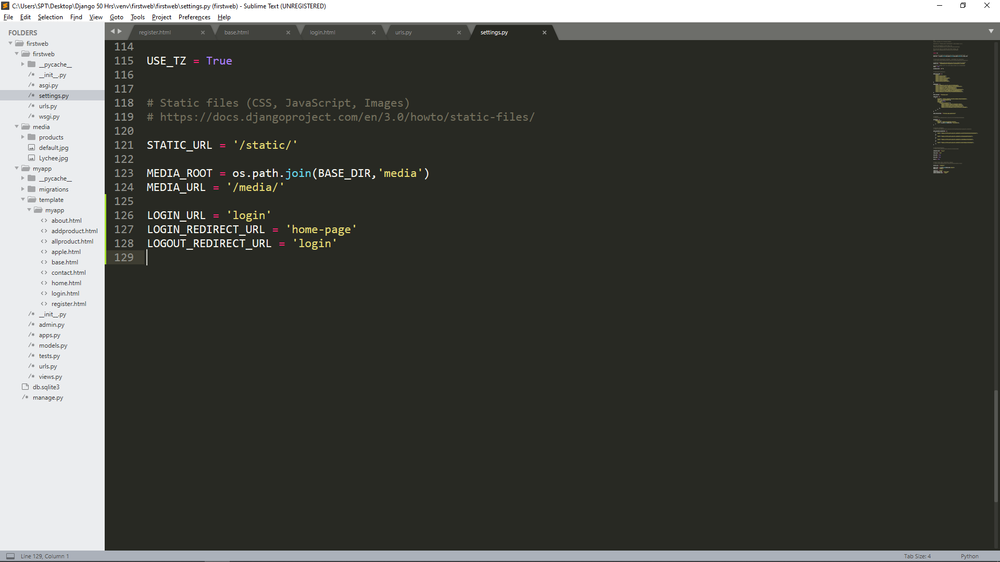 C:\Users\SPT\Desktop\Django 50 Hrs\venv\firstweb\firstweb\settings.py (firstweb) - Sublime Text (UNREGISTERED)
File Edit Selection Find View Goto Tools Project Preferences Help
FOLDERS
firstweb
firstweb
__pycache__
__init__.py
asgi.py
settings.py
urls.py
wsgi.py
media
products
default.jpg
Lychee.jpg
myapp
__pycache__
migrations
template
myapp
about.html
addproduct.html
allproduct.html
apple.html
base.html
contact.html
home.html
login.html
register.html
__init__.py
admin.py
apps.py
models.py
tests.py
urls.py
views.py
db.sqlite3
manage.py
register.html base.html login.html urls.py settings.py
114
115 USE_TZ = True
116
117
118 # Static files (CSS, JavaScript, Images)
119 # https://docs.djangoproject.com/en/3.0/howto/static-files/
120
121 STATIC_URL = '/static/'
122
123 MEDIA_ROOT = os.path.join(BASE_DIR,'media')
124 MEDIA_URL = '/media/'
125
126 LOGIN_URL = 'login'
127 LOGIN_REDIRECT_URL = 'home-page'
128 LOGOUT_REDIRECT_URL = 'login'
129
Line 129, Column 1
Tab Size: 4 Python